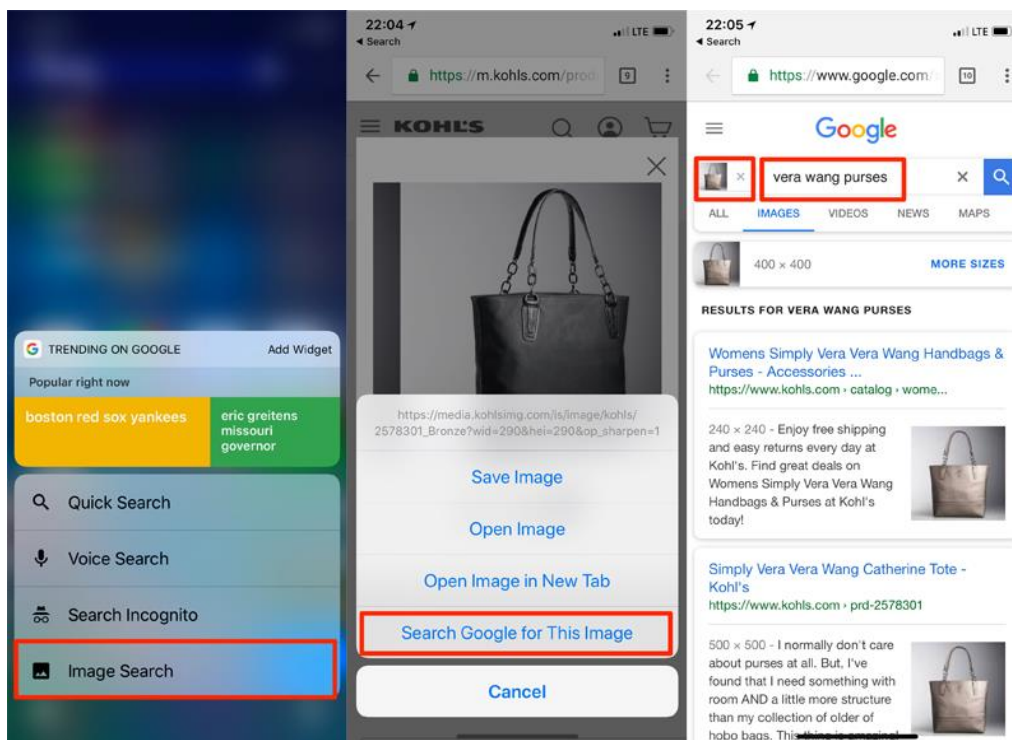 TRENDING ON GOOGLE Add Widget
Popular right now
boston red sox yankees
eric greitens
missouri
governor
Quick Search
Voice Search
Search Incognito
Image Search
22:04 LTE
Search
https://m.kohls.com/prod 9
KOHL'S
https://media.kohlsimg.com/is/image/kohls/
2578301_Bronze?wid=290&hei=290&op_sharpen=1
Save Image
Open Image
Open Image in New Tab
Search Google for This Image
Cancel
22:05 LTE
Search
https://www.google.com/ 10
Google
vera wang purses
ALL IMAGES VIDEOS NEWS MAPS
400 × 400 MORE SIZES
RESULTS FOR VERA WANG PURSES
Womens Simply Vera Vera Wang Handbags &
Purses - Accessories ...
https://www.kohls.com › catalog › wome...
240 × 240 - Enjoy free shipping
and easy returns every day at
Kohl's. Find great deals on
Womens Simply Vera Vera Wang
Handbags & Purses at Kohl's
today!
Simply Vera Vera Wang Catherine Tote -
Kohl's
https://www.kohls.com › prd-2578301
500 × 500 - I normally don't care
about purses at all. But, I've
found that I need something with
room AND a little more structure
than my collection of older of
hobo bags. This